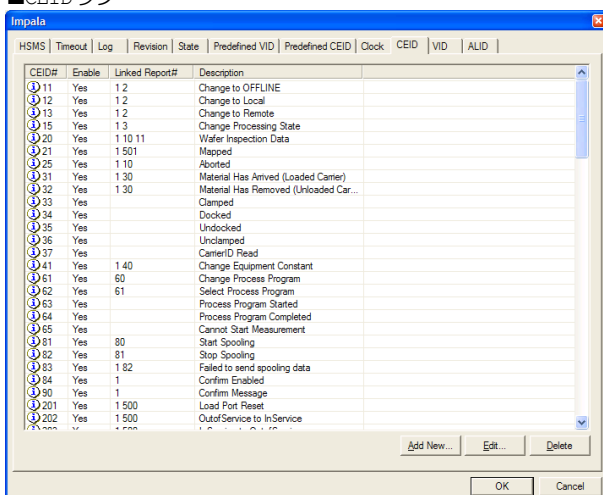 ■CEIDタブ
Impala
HSMS Timeout Log Revision State Predefined VID Predefined CEID Clock CEID VID ALID
CEID# Enable Linked Report# Description
11 Yes 1 2 Change to OFFLINE
12 Yes 1 2 Change to Local
13 Yes 1 2 Change to Remote
15 Yes 1 3 Change Processing State
20 Yes 1 10 11 Wafer Inspection Data
21 Yes 1 501 Mapped
25 Yes 1 10 Aborted
31 Yes 1 30 Material Has Arrived (Loaded Carrier)
32 Yes 1 30 Material Has Removed (Unloaded Car...
33 Yes Clamped
34 Yes Docked
35 Yes Undocked
36 Yes Unclamped
37 Yes CarrierID Read
41 Yes 1 40 Change Equipment Constant
61 Yes 60 Change Process Program
62 Yes 61 Select Process Program
63 Yes Process Program Started
64 Yes Process Program Completed
65 Yes Cannot Start Measurement
81 Yes 80 Start Spooling
82 Yes 81 Stop Spooling
83 Yes 1 82 Failed to send spooling data
84 Yes 1 Confirm Enabled
90 Yes 1 Confirm Message
201 Yes 1 500 Load Port Reset
202 Yes 1 500 OutofService to InService
Add New... Edit... Delete
OK Cancel